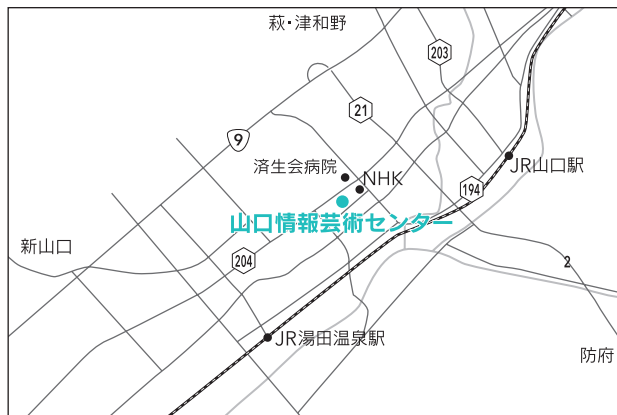 萩・津和野
203
21
9
済生会病院
NHK
JR山口駅
194
山口情報芸術センター
新山口
204
2
JR湯田温泉駅
防府